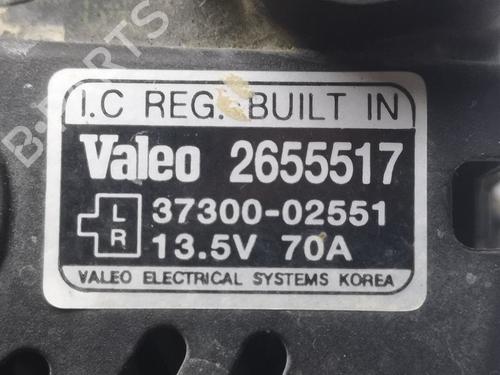 I.C REG. BUILT IN
Valeo 2655517
L 37300-02551
R 13.5V 70A
VALEO ELECTRICAL SYSTEMS KOREA